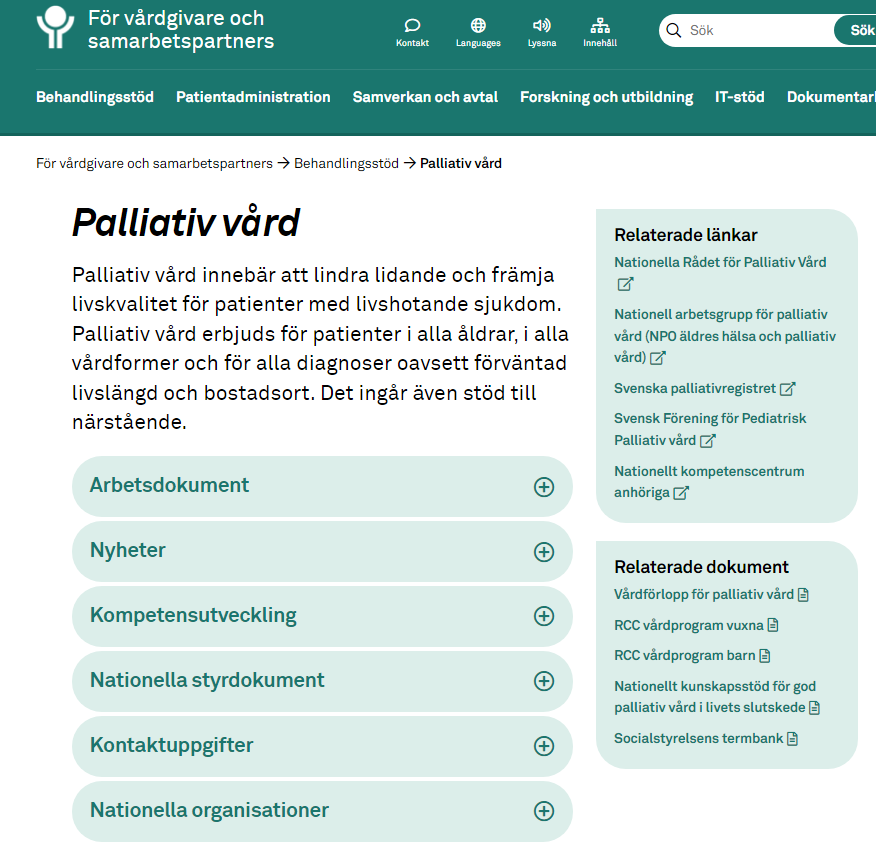 För vårdgivare och
samarbetspartners
Kontakt
Languages
Lyssna
Innehåll
Sök
Sök
Behandlingsstöd
Patientadministration
Samverkan och avtal
Forskning och utbildning
IT-stöd
Dokumentar
För vårdgivare och samarbetspartners → Behandlingsstöd → Palliativ vård
Palliativ vård
Palliativ vård innebär att lindra lidande och främja
livskvalitet för patienter med livshotande sjukdom.
Palliativ vård erbjuds för patienter i alla åldrar, i alla
vårdformer och för alla diagnoser oavsett förväntad
livslängd och bostadsort. Det ingår även stöd till
närstående.
Arbetsdokument
Nyheter
Kompetensutveckling
Nationella styrdokument
Kontaktuppgifter
Nationella organisationer
Relaterade länkar
Nationella Rådet för Palliativ Vård
Nationell arbetsgrupp för palliativ
vård (NPO äldres hälsa och palliativ
vård)
Svenska palliativregistret
Svensk Förening för Pediatrisk
Palliativ vård
Nationellt kompetenscentrum
anhöriga
Relaterade dokument
Vårdförlopp för palliativ vård
RCC vårdprogram vuxna
RCC vårdprogram barn
Nationellt kunskapsstöd för god
palliativ vård i livets slutskede
Socialstyrelsens termbank